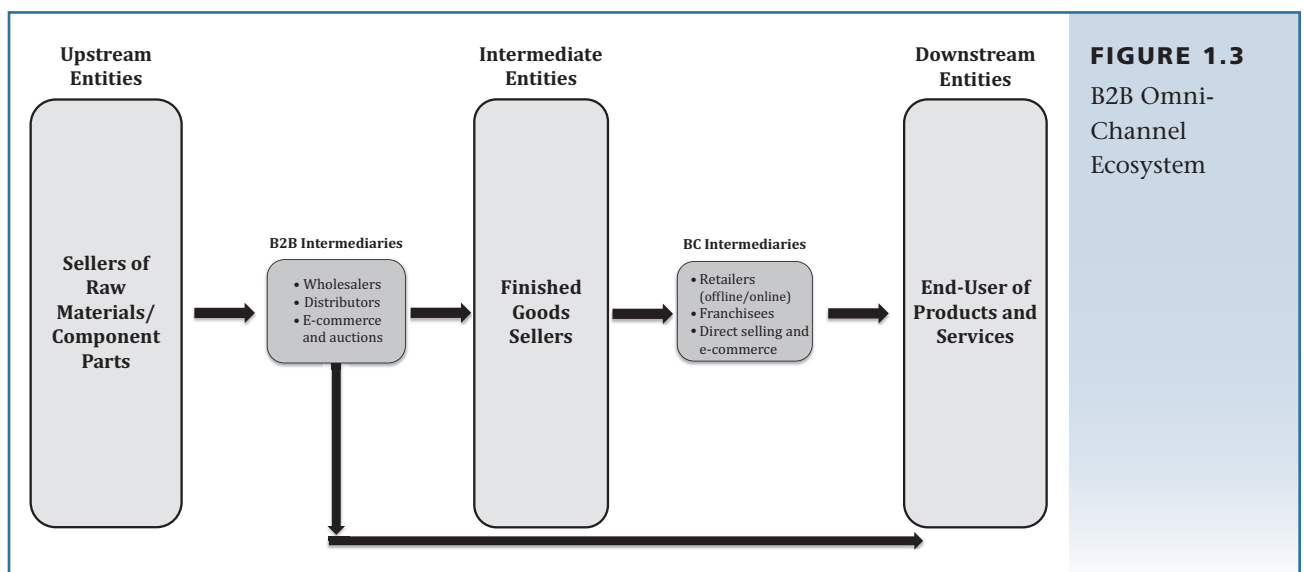 Upstream
Entities
Sellers of
Raw
Materials/
Component
Parts
B2B Intermediaries
• Wholesalers
• Distributors
• E-commerce
and auctions
Intermediate
Entities
Finished
Goods
Sellers
BC Intermediaries
• Retailers
(offline/online)
• Franchisees
• Direct selling and
e-commerce
Downstream
Entities
End-User of
Products and
Services
FIGURE 1.3
B2B Omni-
Channel
Ecosystem